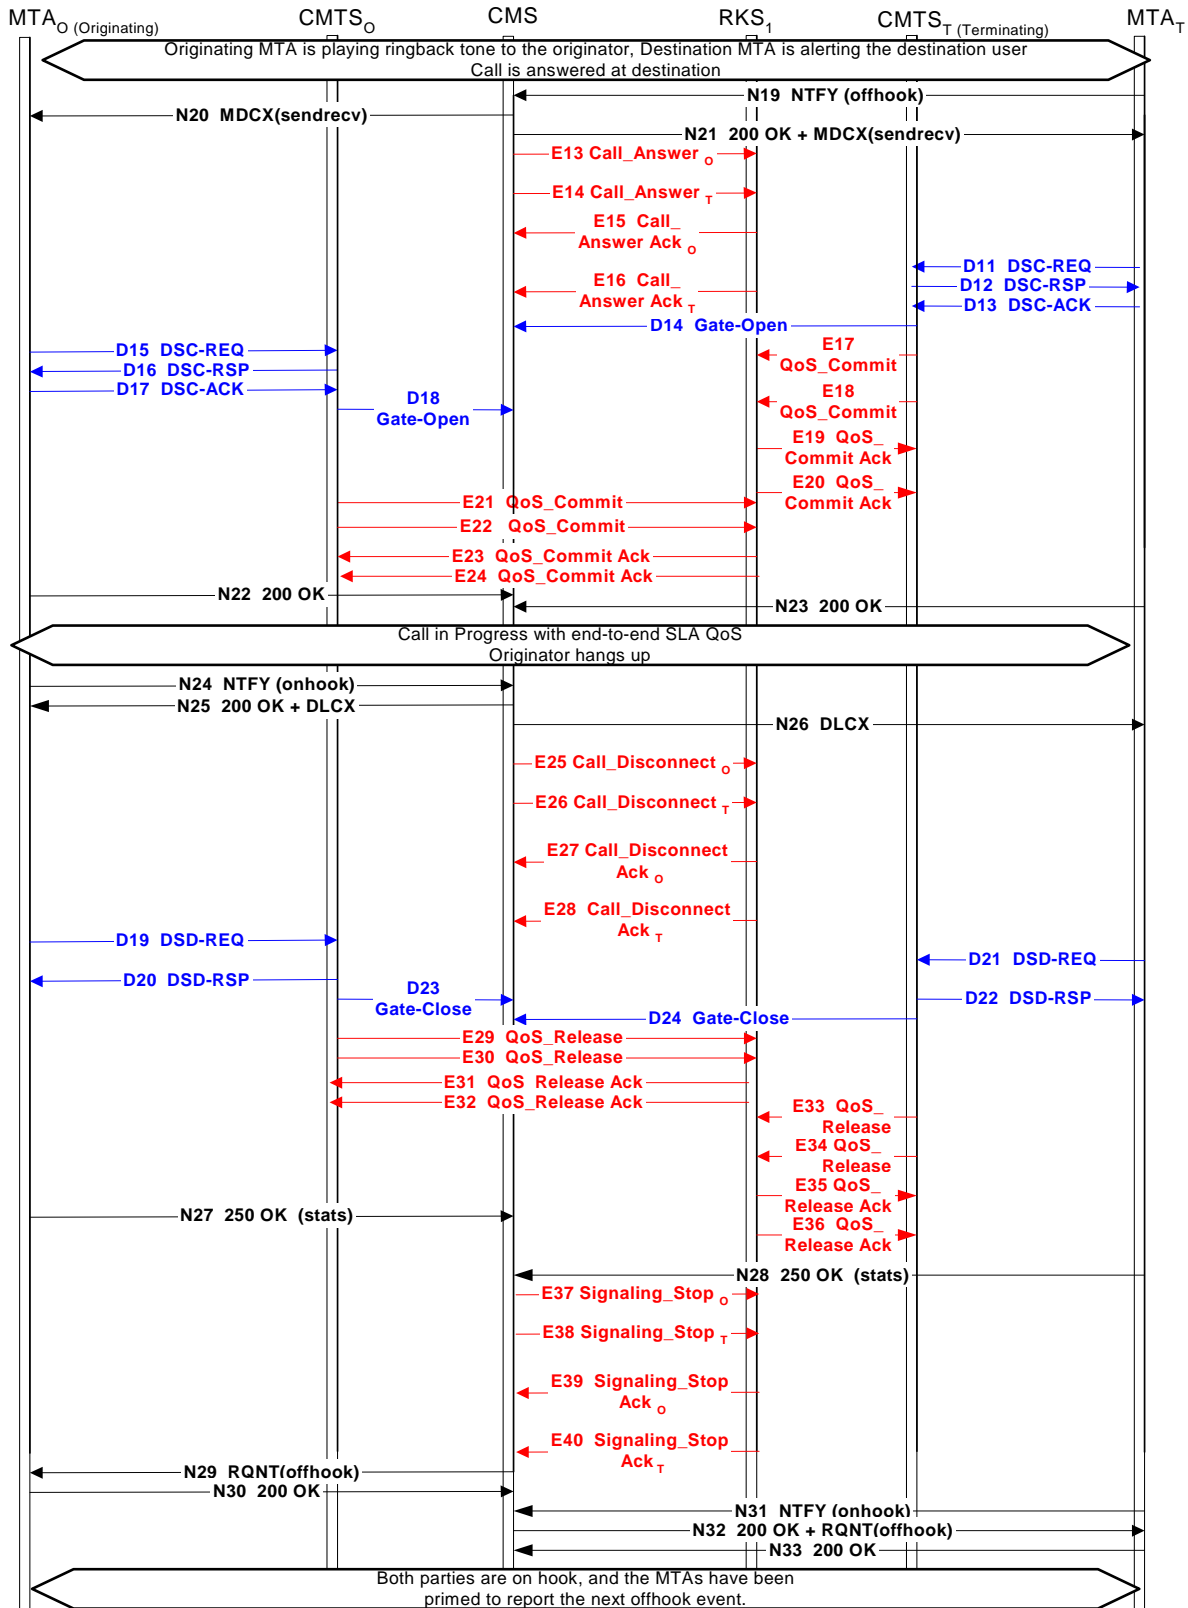 MTAO (Originating) CMTSO CMS RKS1 CMTST (Terminating) MTAT
Originating MTA is playing ringback tone to the originator, Destination MTA is alerting the destination user
Call is answered at destination
N19 NTFY (offhook)
N20 MDCX(sendrecv)
N21 200 OK + MDCX(sendrecv)
E13 Call_Answer O
E14 Call_Answer T
E15 Call_
Answer Ack O
D11 DSC-REQ
E16 Call_
Answer Ack T
D12 DSC-RSP
D13 DSC-ACK
D14 Gate-Open
D15 DSC-REQ
E17
QoS_Commit
D16 DSC-RSP
D17 DSC-ACK
D18
Gate-Open
E18
QoS_Commit
E19 QoS_
Commit Ack
E20 QoS_
Commit Ack
E21 QoS_Commit
E22 QoS_Commit
E23 QoS_Commit Ack
E24 QoS_Commit Ack
N22 200 OK
N23 200 OK
Call in Progress with end-to-end SLA QoS
Originator hangs up
N24 NTFY (onhook)
N25 200 OK + DLCX
N26 DLCX
E25 Call_Disconnect O
E26 Call_Disconnect T
E27 Call_Disconnect
Ack O
E28 Call_Disconnect
Ack T
D19 DSD-REQ
D21 DSD-REQ
D20 DSD-RSP
D23
Gate-Close
D22 DSD-RSP
D24 Gate-Close
E29 QoS_Release
E30 QoS_Release
E31 QoS Release Ack
E32 QoS_Release Ack
E33 QoS_
Release
E34 QoS_
Release
E35 QoS_
Release Ack
N27 250 OK (stats)
E36 QoS_
Release Ack
N28 250 OK (stats)
E37 Signaling_Stop O
E38 Signaling_Stop T
E39 Signaling_Stop
Ack O
E40 Signaling_Stop
Ack T
N29 RQNT(offhook)
N30 200 OK
N31 NTFY (onhook)
N32 200 OK + RQNT(offhook)
N33 200 OK
Both parties are on hook, and the MTAs have been
primed to report the next offhook event.